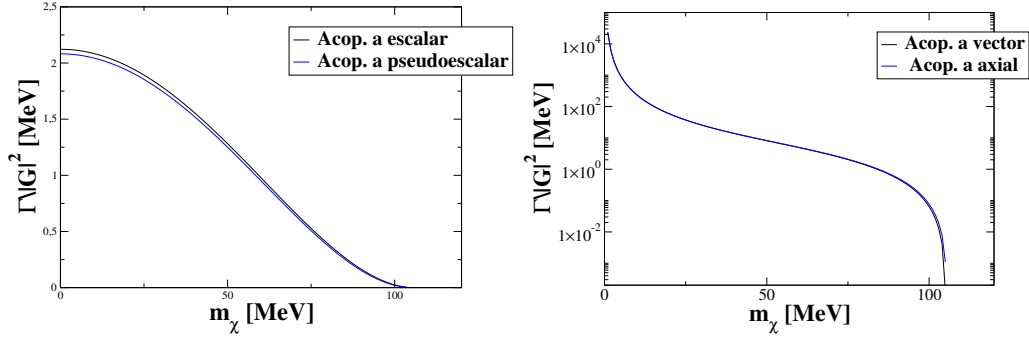 Acop. a escalar
Acop. a pseudoescalar
Γ\|G|² [MeV]
2,5
2
1,5
1
0,5
0
0 50 100
m_χ [MeV]
Acop. a vector
Acop. a axial
Γ\|G|² [MeV]
1×10⁴
1×10²
1×10⁰
1×10⁻²
0 50 100
m_χ [MeV]